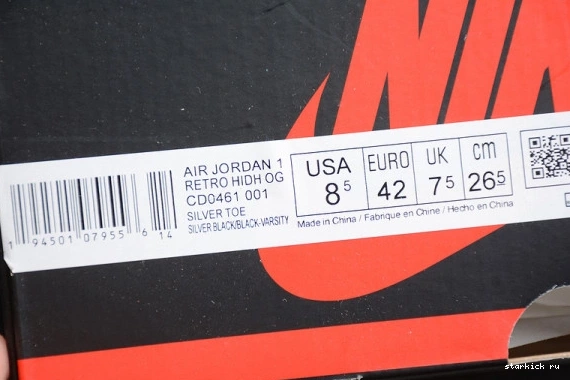 NIN
AIR JORDAN 1
RETRO HIDH OG
CD0461 001
SILVER TOE
SILVER BLACK/BLACK-VARSITY
USA
8 5
EURO
42
UK
7 5
cm
26 5
Made in China / Fabrique en Chine / Hecho en China
1 94501 07955 6 14
starkick ru